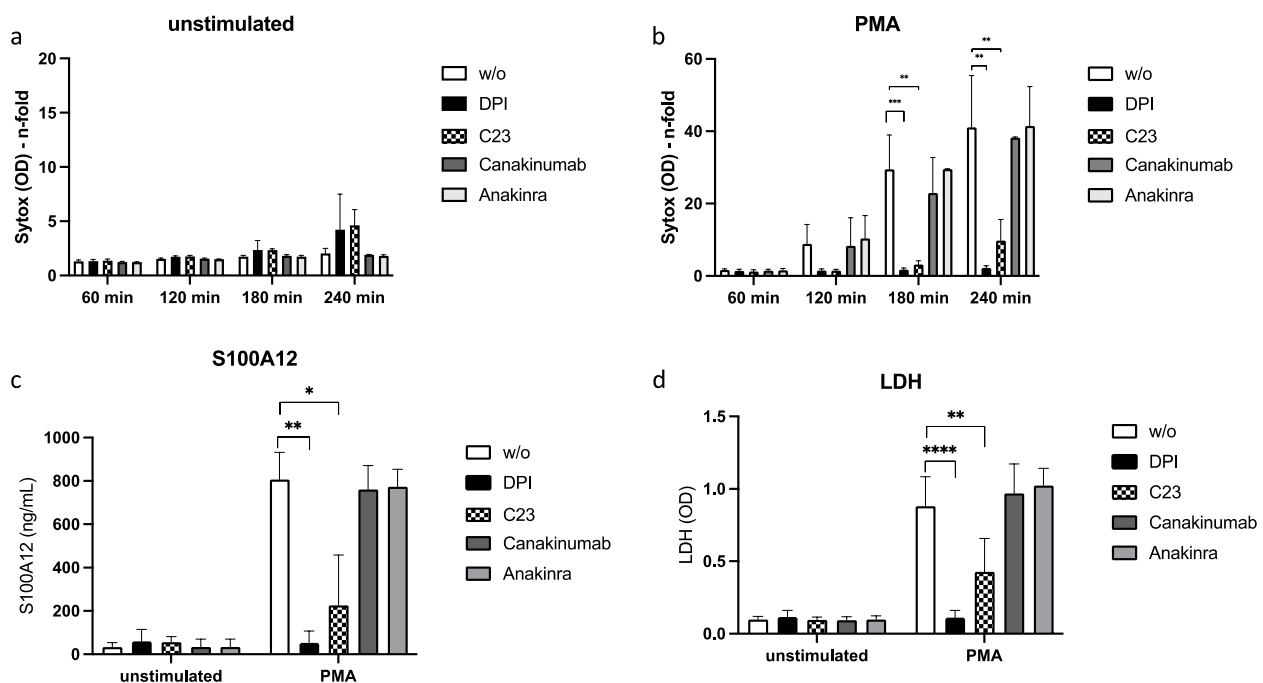 a
unstimulated
Sytox (OD) - n-fold
20
15
10
5
0
60 min 120 min 180 min 240 min
w/o
DPI
C23
Canakinumab
Anakinra
b
PMA
Sytox (OD) - n-fold
60
40
20
0
** **
*** **
60 min 120 min 180 min 240 min
w/o
DPI
C23
Canakinumab
Anakinra
c
S100A12
S100A12 (ng/mL)
1000
800
600
400
200
0
*
**
unstimulated PMA
w/o
DPI
C23
Canakinumab
Anakinra
d
LDH
LDH (OD)
1.5
1.0
0.5
0.0
**
****
unstimulated PMA
w/o
DPI
C23
Canakinumab
Anakinra